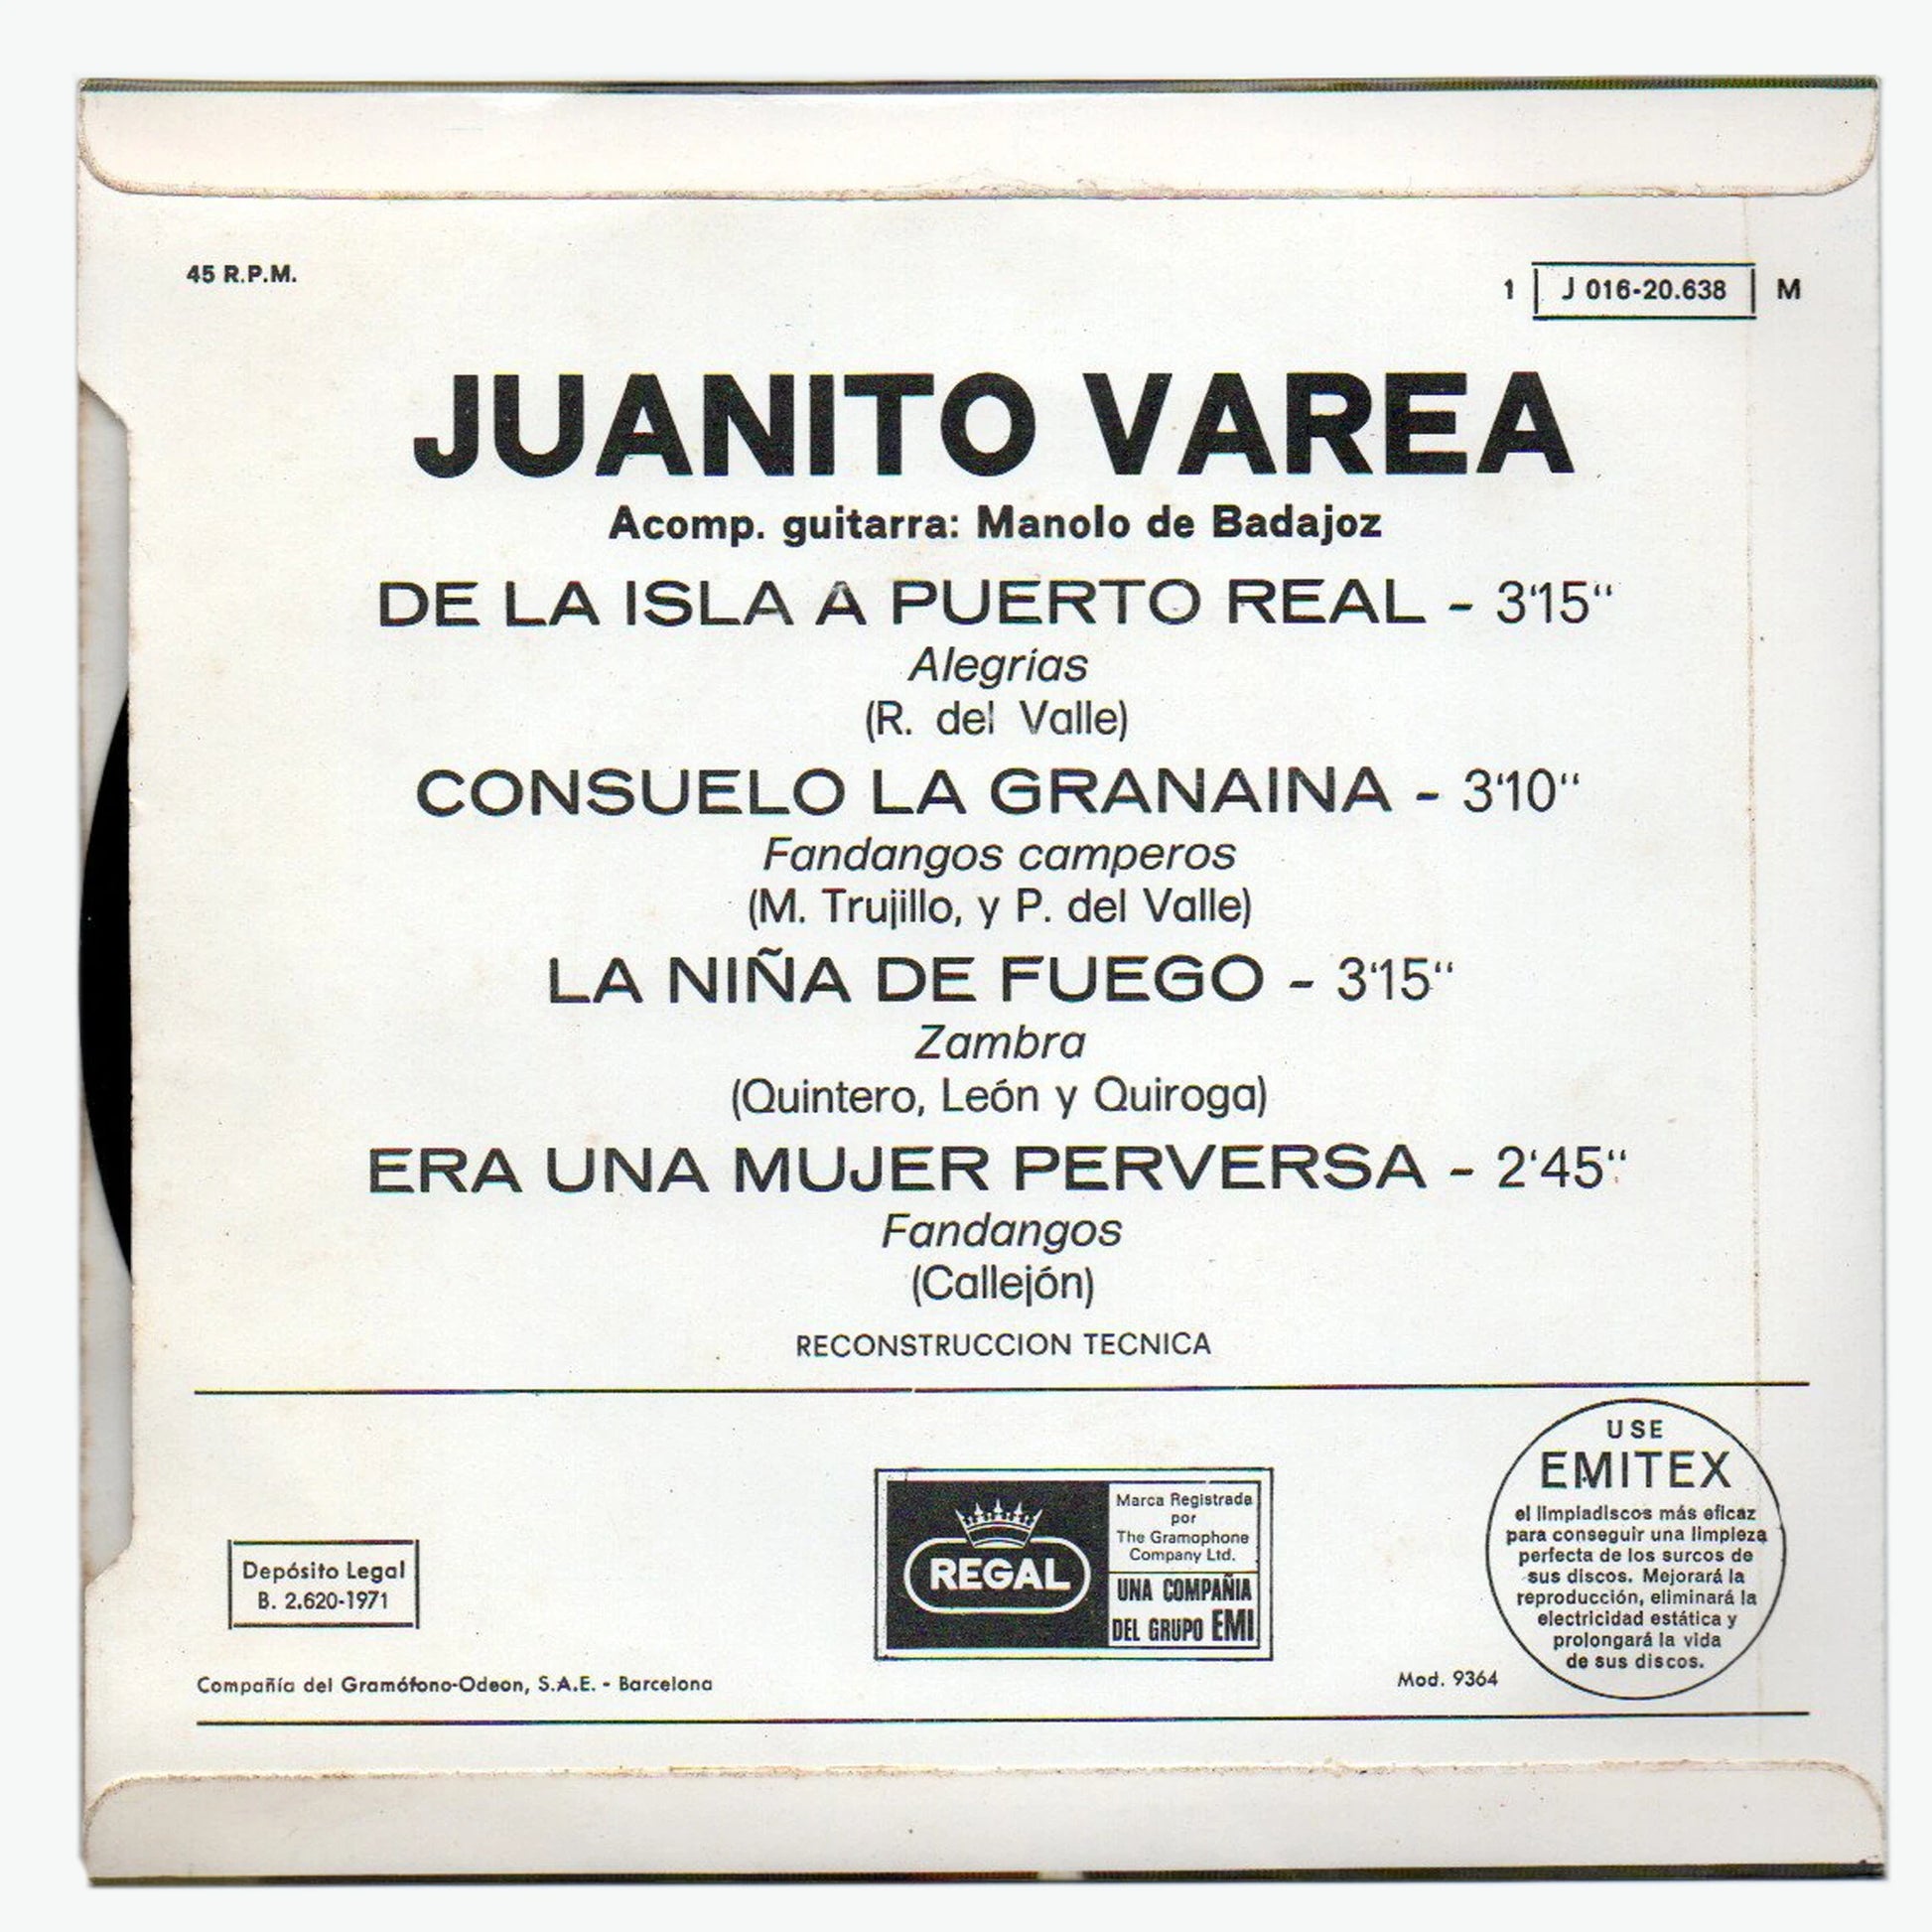 45 R.P.M.
1 J 016-20.638 M
JUANITO VAREA
Acomp. guitarra: Manolo de Badajoz
DE LA ISLA A PUERTO REAL - 3'15"
Alegrías
(R. del Valle)
CONSUELO LA GRANAINA - 3'10"
Fandangos camperos
(M. Trujillo, y P. del Valle)
LA NIÑA DE FUEGO - 3'15"
Zambra
(Quintero, León y Quiroga)
ERA UNA MUJER PERVERSA - 2'45"
Fandangos
(Callejón)
RECONSTRUCCION TECNICA
Depósito Legal
B. 2.620-1971
Compañía del Gramófono-Odeon, S.A.E. - Barcelona
REGAL
Marca Registrada
por
The Gramophone
Company Ltd.
UNA COMPAÑIA
DEL GRUPO EMI
Mod. 9364
USE
EMITEX
el limpiadiscos más eficaz
para conseguir una limpieza
perfecta de los surcos de
sus discos. Mejorará la
reproducción, eliminará la
electricidad estática y
prolongará la vida
de sus discos.